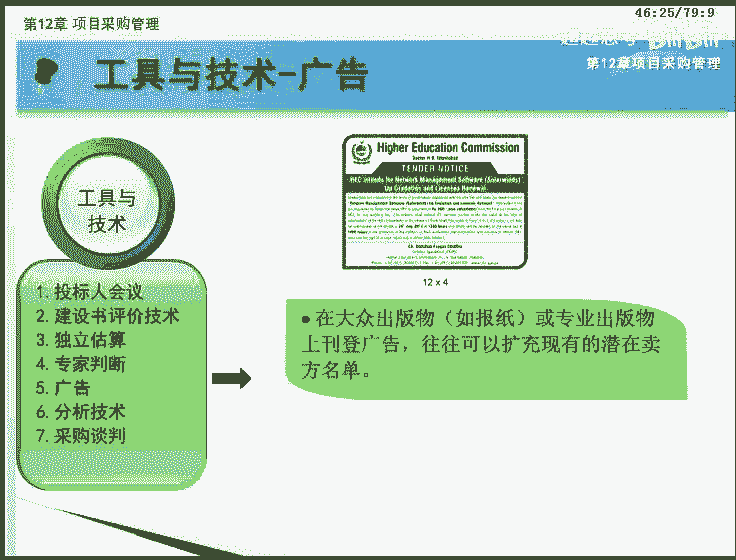 46:25/79:9
第12章 项目采购管理
BiliBili
第12章项目采购管理
工具与技术-广告
工具与
技术
1. 投标人会议
2. 建设书评价技术
3. 独立估算
4. 专家判断
5. 广告
6. 分析技术
7. 采购谈判
Higher Education Commission
TENDER NOTICE
12 x 4
● 在大众出版物（如报纸）或专业出版物
上刊登广告，往往可以扩充现有的潜在卖
方名单。